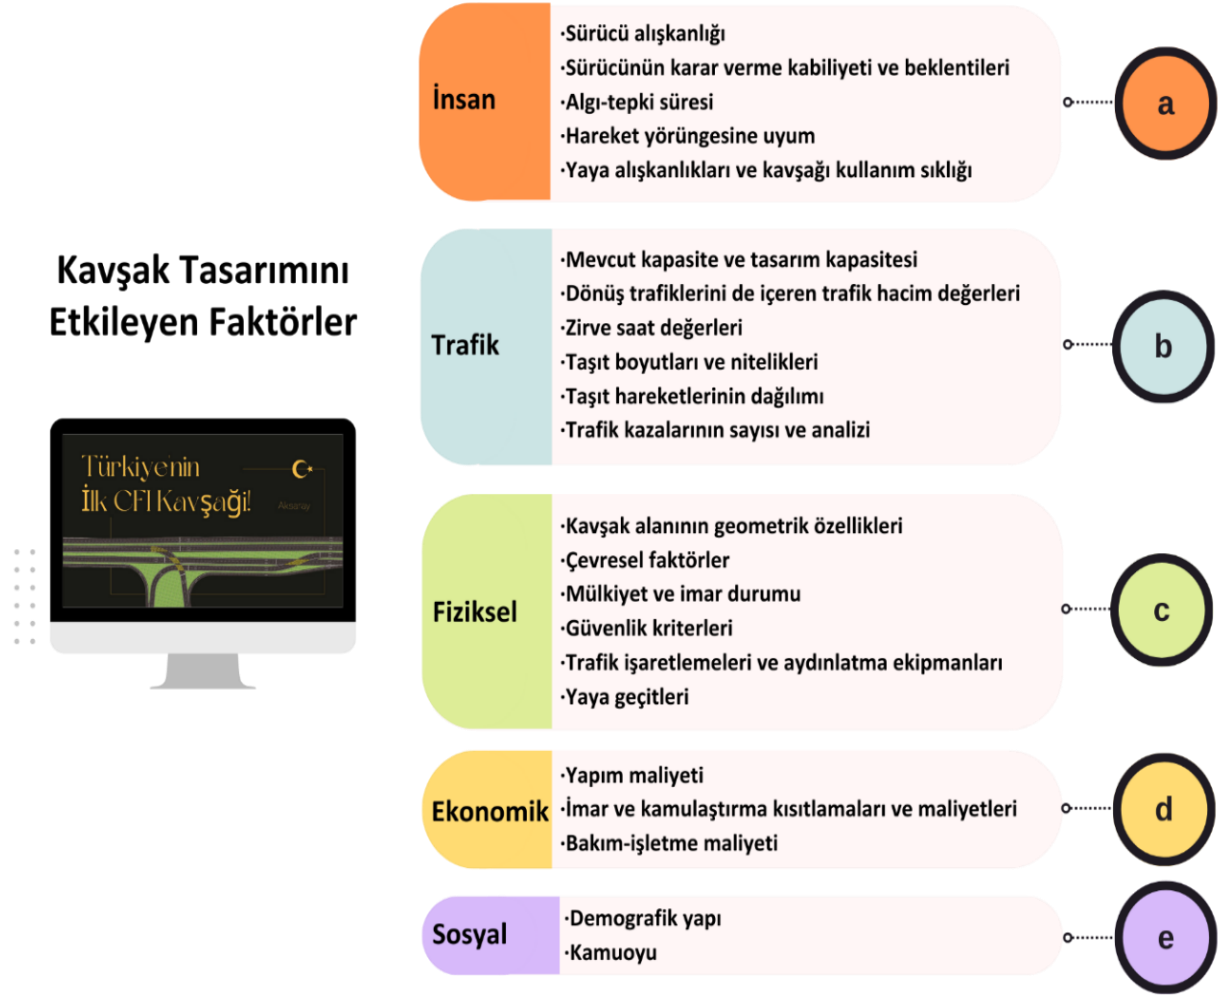 Kavşak Tasarımını
Etkileyen Faktörler
Türkiye'nin
İlk CFI Kavşağı!
Aksaray
İnsan
·Sürücü alışkanlığı
·Sürücünün karar verme kabiliyeti ve beklentileri
·Algı-tepki süresi
·Hareket yörüngesine uyum
·Yaya alışkanlıkları ve kavşağı kullanım sıklığı
a
Trafik
·Mevcut kapasite ve tasarım kapasitesi
·Dönüş trafiklerini de içeren trafik hacim değerleri
·Zirve saat değerleri
·Taşıt boyutları ve nitelikleri
·Taşıt hareketlerinin dağılımı
·Trafik kazalarının sayısı ve analizi
b
Fiziksel
·Kavşak alanının geometrik özellikleri
·Çevresel faktörler
·Mülkiyet ve imar durumu
·Güvenlik kriterleri
·Trafik işaretlemeleri ve aydınlatma ekipmanları
·Yaya geçitleri
c
Ekonomik
·Yapım maliyeti
·İmar ve kamulaştırma kısıtlamaları ve maliyetleri
·Bakım-işletme maliyeti
d
Sosyal
·Demografik yapı
·Kamuoyu
e